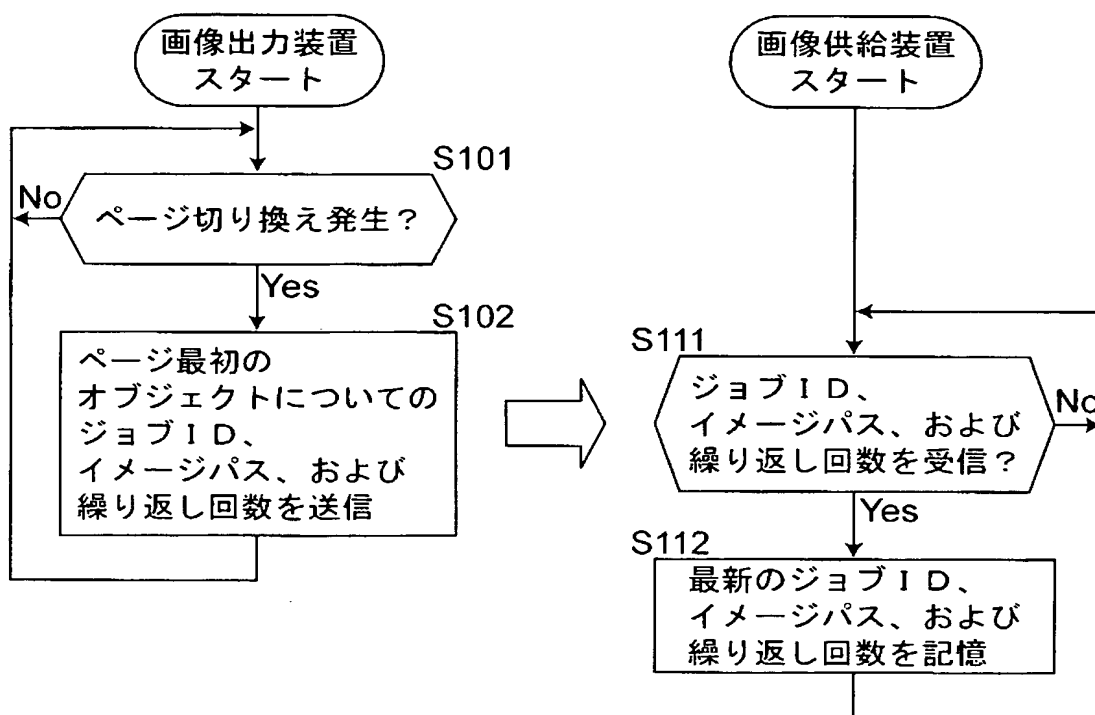 画像出力装置
スタート
S101
No
ページ切り換え発生？
Yes
S102
ページ最初の
オブジェクトについての
ジョブＩＤ、
イメージパス、および
繰り返し回数を送信
画像供給装置
スタート
S111
ジョブＩＤ、
イメージパス、および
繰り返し回数を受信？
No
Yes
S112
最新のジョブＩＤ、
イメージパス、および
繰り返し回数を記憶